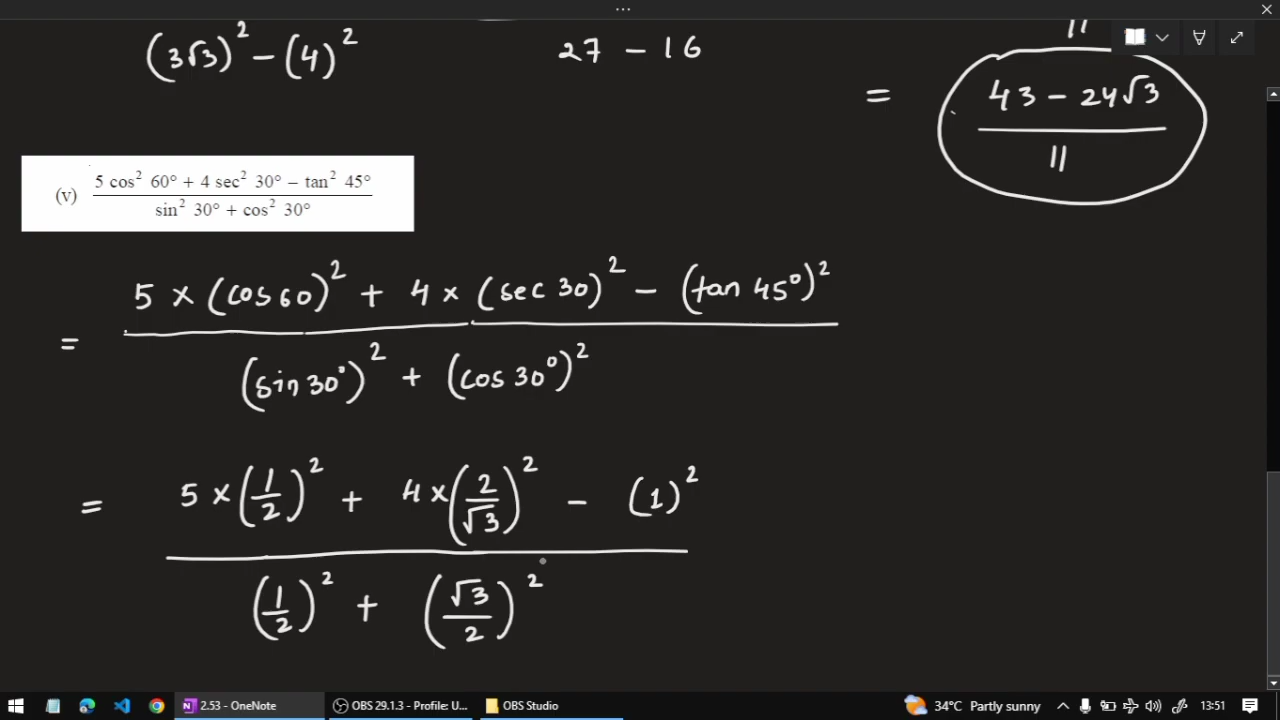 ...
(3√3)² − (4)²
27 − 16
11
= 43 − 24√3
11
(v) 5 cos² 60° + 4 sec² 30° − tan² 45°
sin² 30° + cos² 30°
= 5 × (cos 60)² + 4 × (sec 30)² − (tan 45°)²
(sin 30°)² + (cos 30°)²
= 5 × (1/2)² + 4 × (2/√3)² − (1)²
(1/2)² + (√3/2)²
2.53 - OneNote
OBS 29.1.3 - Profile: U...
OBS Studio
34°C Partly sunny
13:51